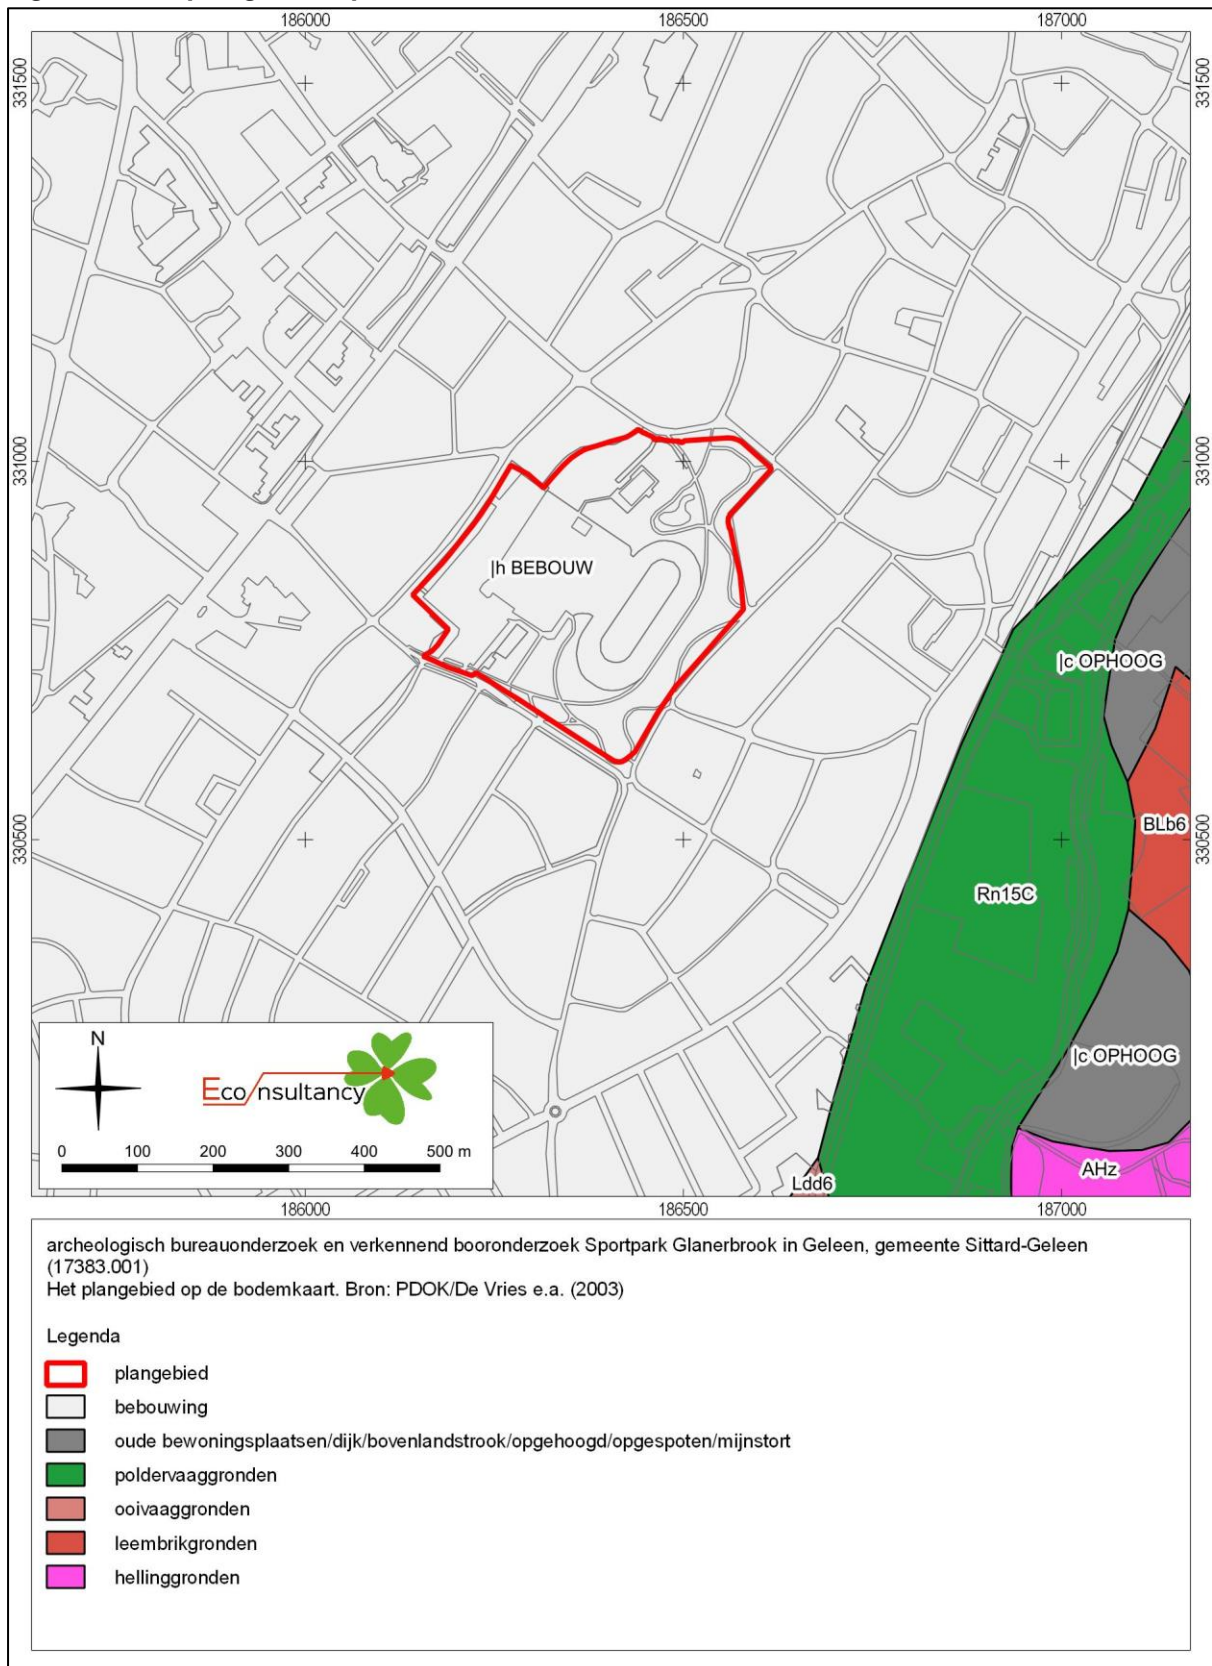 186000 186500 187000
331500 331500
331000 331000
|h BEBOUW
|c OPHOOG
BLb6
330500 330500
Rn15C
|c OPHOOG
AHz
Ldd6
N
Econsultancy
0 100 200 300 400 500 m
186000 186500 187000
archeologisch bureauonderzoek en verkennend booronderzoek Sportpark Glanerbrook in Geleen, gemeente Sittard-Geleen
(17383.001)
Het plangebied op de bodemkaart. Bron: PDOK/De Vries e.a. (2003)
Legenda
plangebied
bebouwing
oude bewoningsplaatsen/dijk/bovenlandstrook/opgehoogd/opgespoten/mijnstort
poldervaaggronden
ooivaaggronden
leembrikgronden
hellinggronden